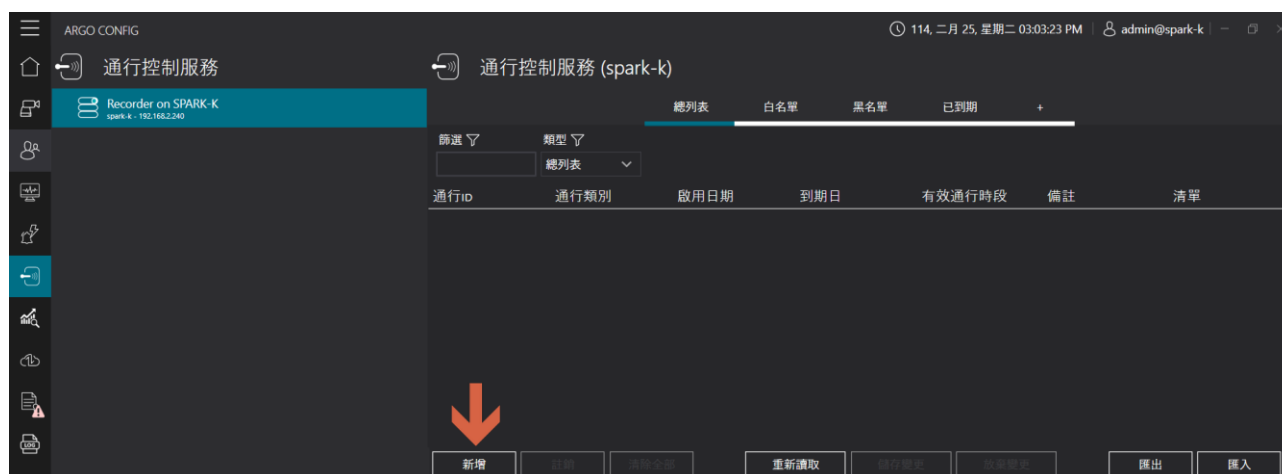 ARGO CONFIG
114, 二月 25, 星期二 03:03:23 PM
admin@spark-k
通行控制服務
通行控制服務 (spark-k)
Recorder on SPARK-K
spark-k - 192.168.2.240
總列表 白名單 黑名單 已到期 +
篩選 類型
總列表
通行ID 通行類別 啟用日期 到期日 有效通行時段 備註 清單
新增 註銷 清除全部 重新讀取 儲存變更 放棄變更 匯出 匯入
LOG